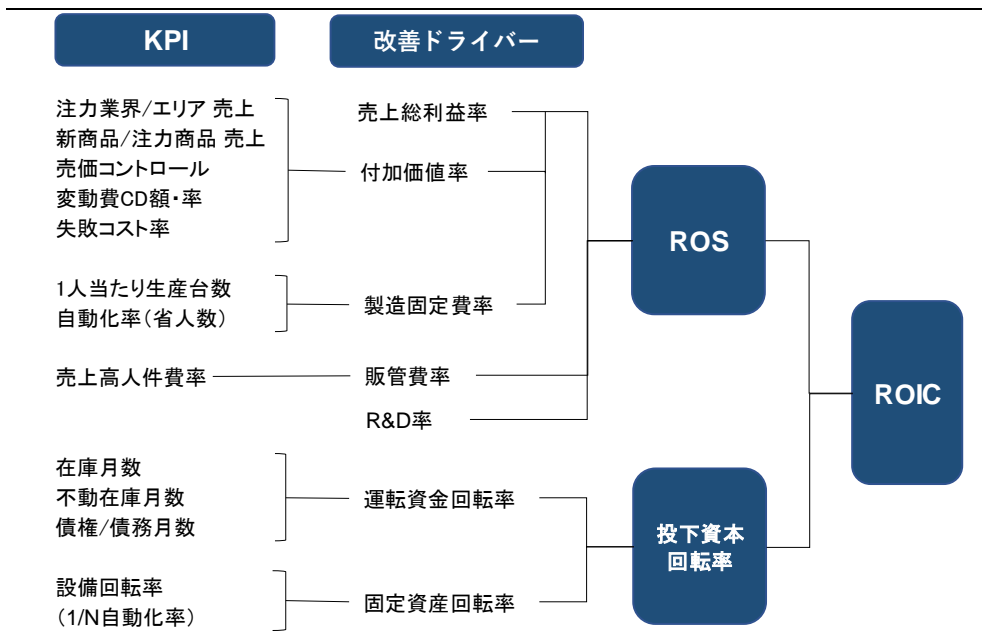 KPI
改善ドライバー
注力業界/エリア 売上
新商品/注力商品 売上
売価コントロール
変動費CD額・率
失敗コスト率
売上総利益率
付加価値率
1人当たり生産台数
自動化率(省人数)
製造固定費率
売上高人件費率
販管費率
R&D率
ROS
在庫月数
不動在庫月数
債権/債務月数
運転資金回転率
設備回転率
(1/N自動化率)
固定資産回転率
投下資本
回転率
ROIC